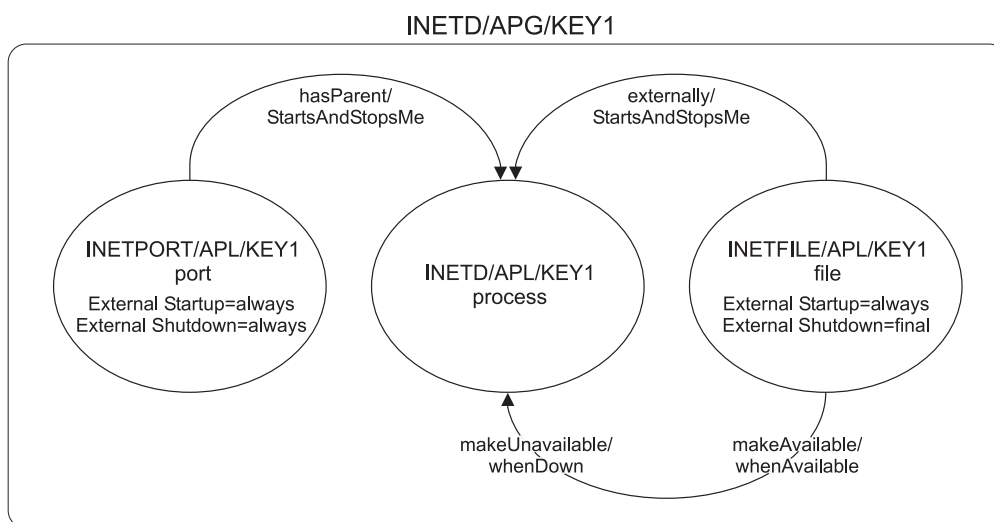 INETD/APG/KEY1
hasParent/
StartsAndStopsMe
externally/
StartsAndStopsMe
INETPORT/APL/KEY1
port
External Startup=always
External Shutdown=always
INETD/APL/KEY1
process
INETFILE/APL/KEY1
file
External Startup=always
External Shutdown=final
makeUnavailable/
whenDown
makeAvailable/
whenAvailable